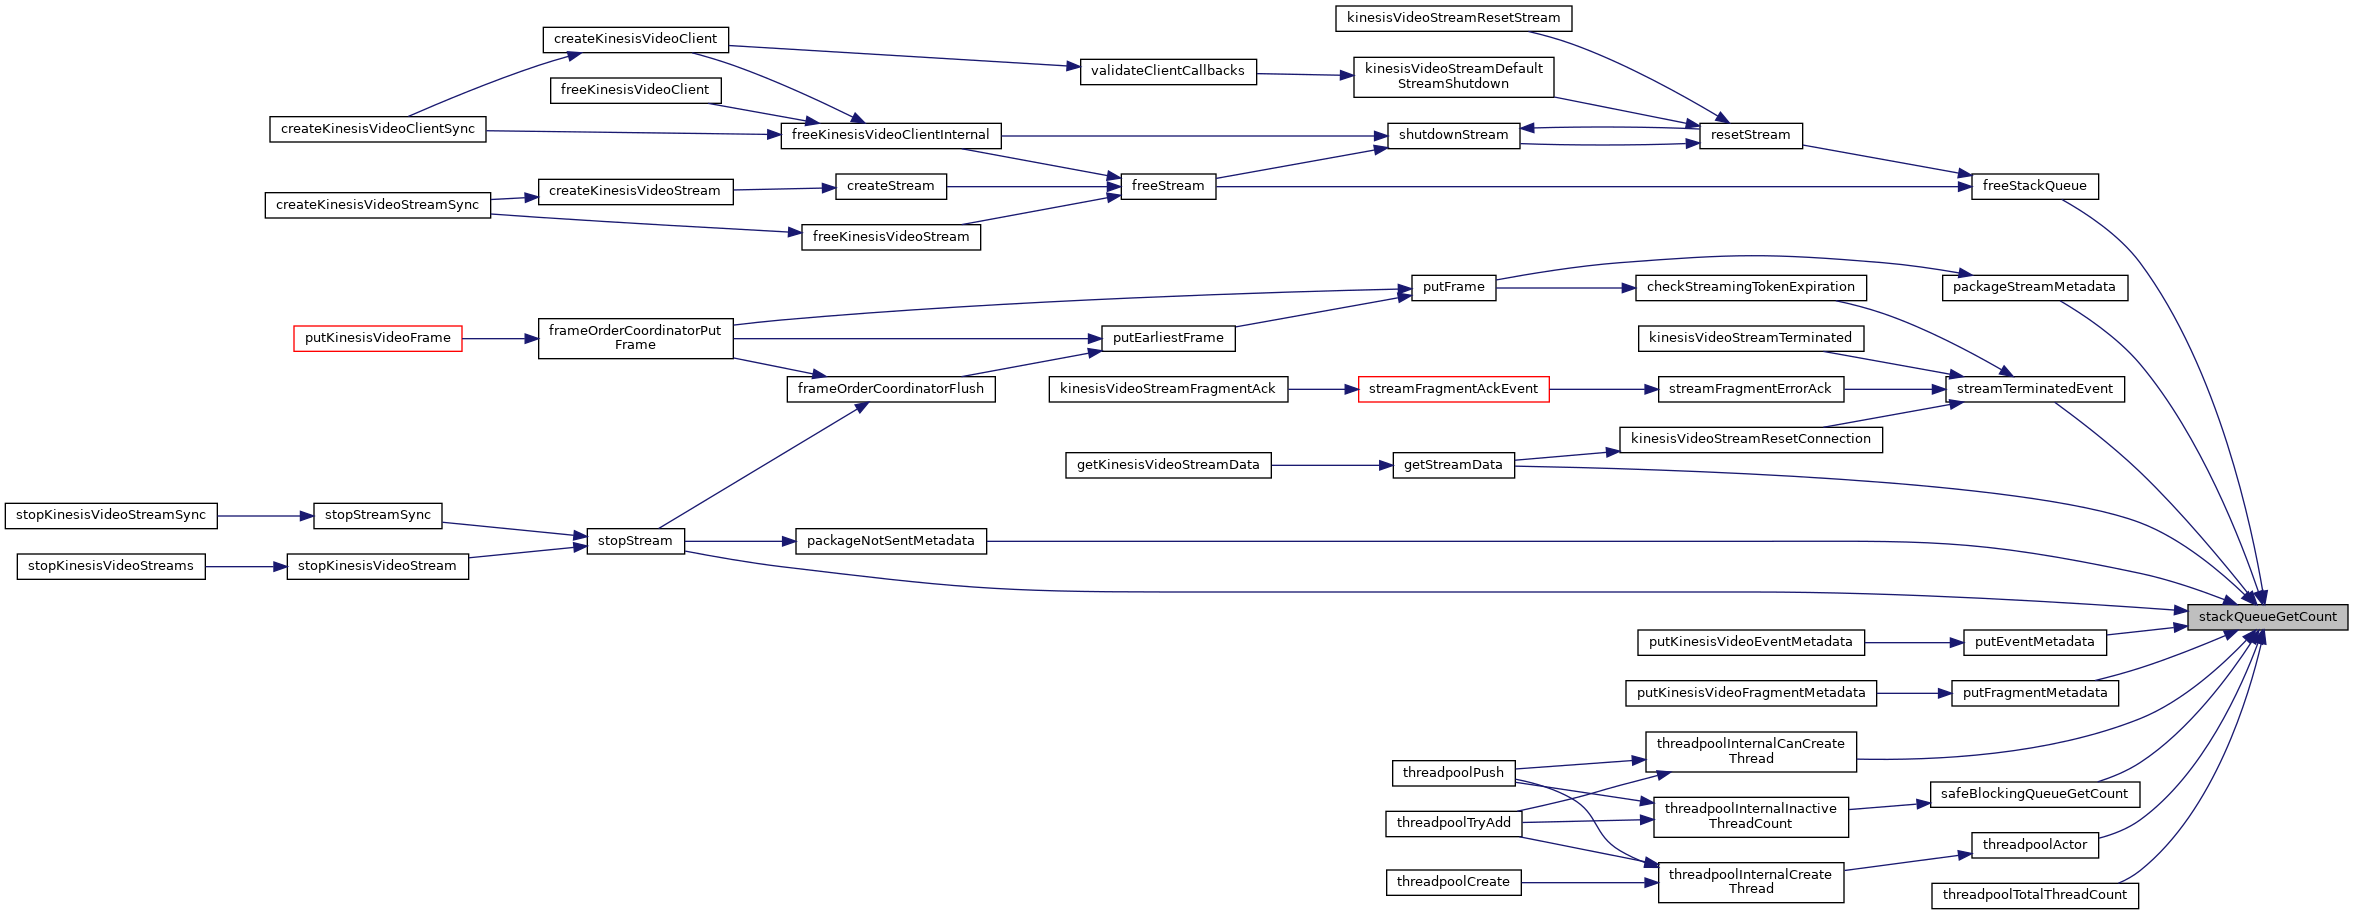 kinesisVideoStreamResetStream
createKinesisVideoClient
validateClientCallbacks
kinesisVideoStreamDefault
StreamShutdown
freeKinesisVideoClient
createKinesisVideoClientSync
freeKinesisVideoClientInternal
shutdownStream
resetStream
createKinesisVideoStreamSync
createKinesisVideoStream
createStream
freeStream
freeStackQueue
freeKinesisVideoStream
putFrame
checkStreamingTokenExpiration
packageStreamMetadata
putKinesisVideoFrame
frameOrderCoordinatorPut
Frame
putEarliestFrame
kinesisVideoStreamTerminated
frameOrderCoordinatorFlush
kinesisVideoStreamFragmentAck
streamFragmentAckEvent
streamFragmentErrorAck
streamTerminatedEvent
kinesisVideoStreamResetConnection
getKinesisVideoStreamData
getStreamData
stopKinesisVideoStreamSync
stopStreamSync
stopStream
packageNotSentMetadata
stopKinesisVideoStreams
stopKinesisVideoStream
stackQueueGetCount
putKinesisVideoEventMetadata
putEventMetadata
putKinesisVideoFragmentMetadata
putFragmentMetadata
threadpoolInternalCanCreate
Thread
threadpoolPush
safeBlockingQueueGetCount
threadpoolInternalInactive
ThreadCount
threadpoolTryAdd
threadpoolActor
threadpoolInternalCreate
Thread
threadpoolCreate
threadpoolTotalThreadCount